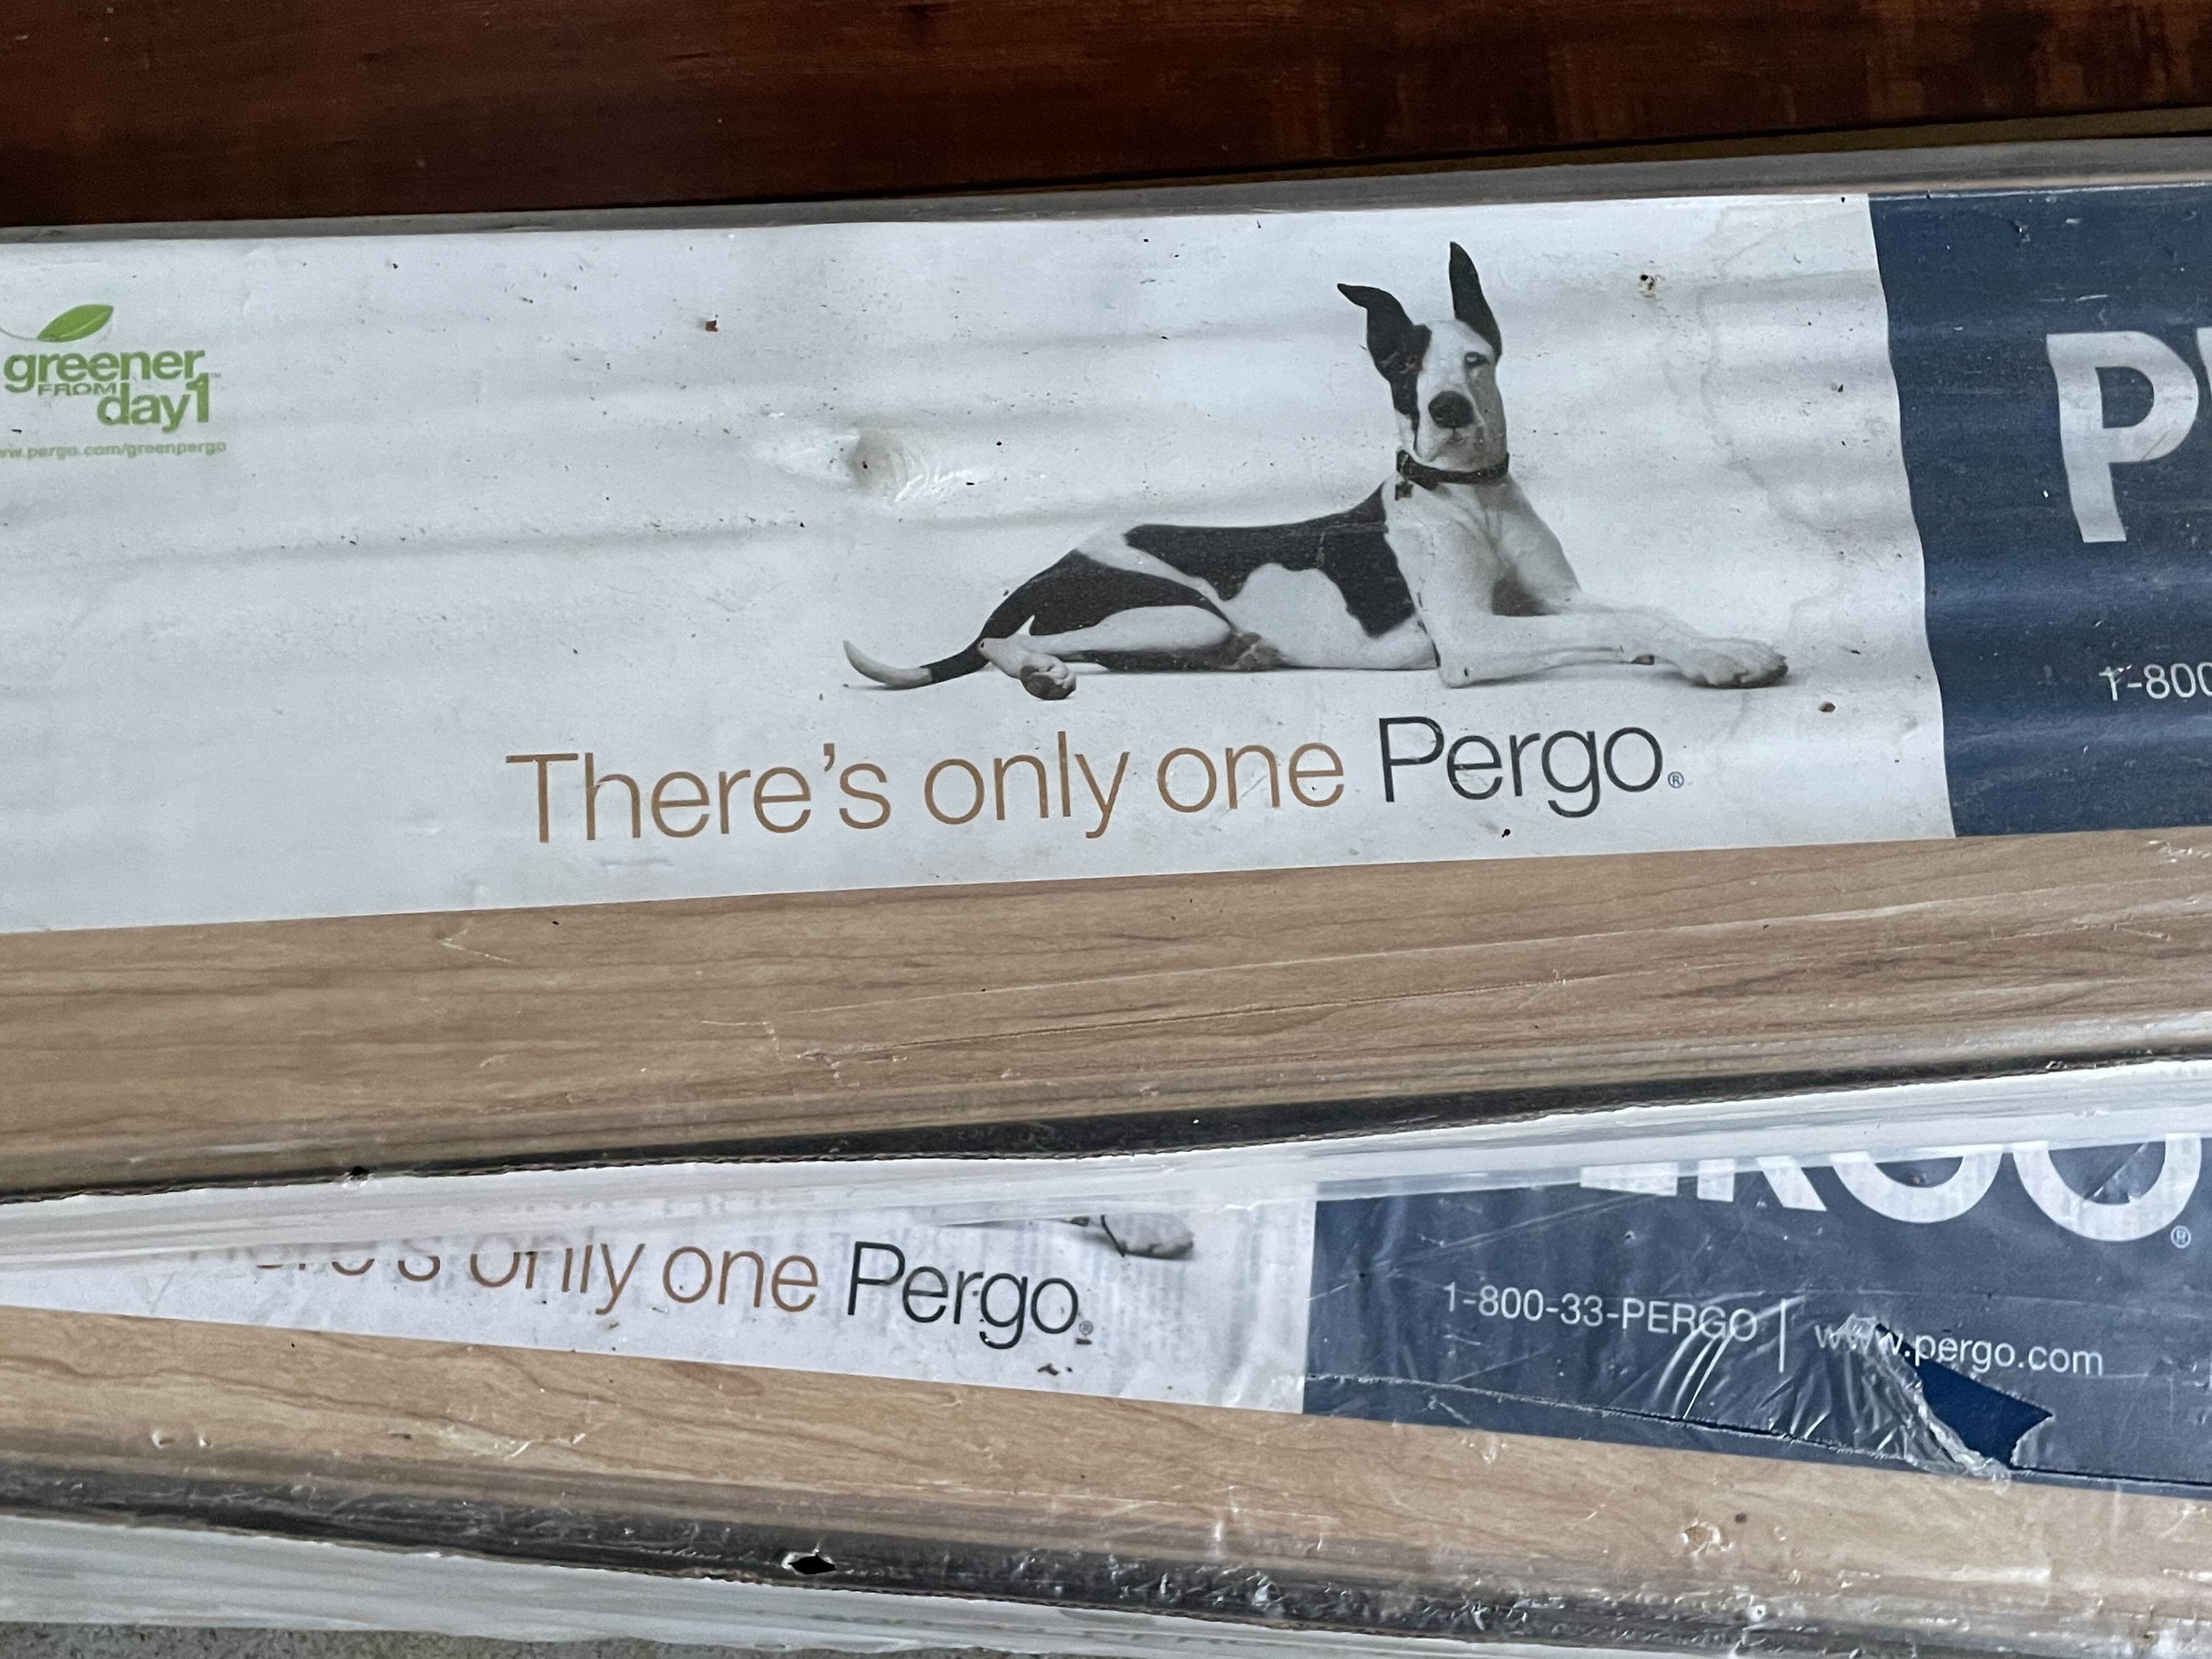 greener
FROM
day1
pergo.com/greenpergo
There's only one Pergo®
1-800
only one Pergo®
PERGO®
1-800-33-PERGO | www.pergo.com